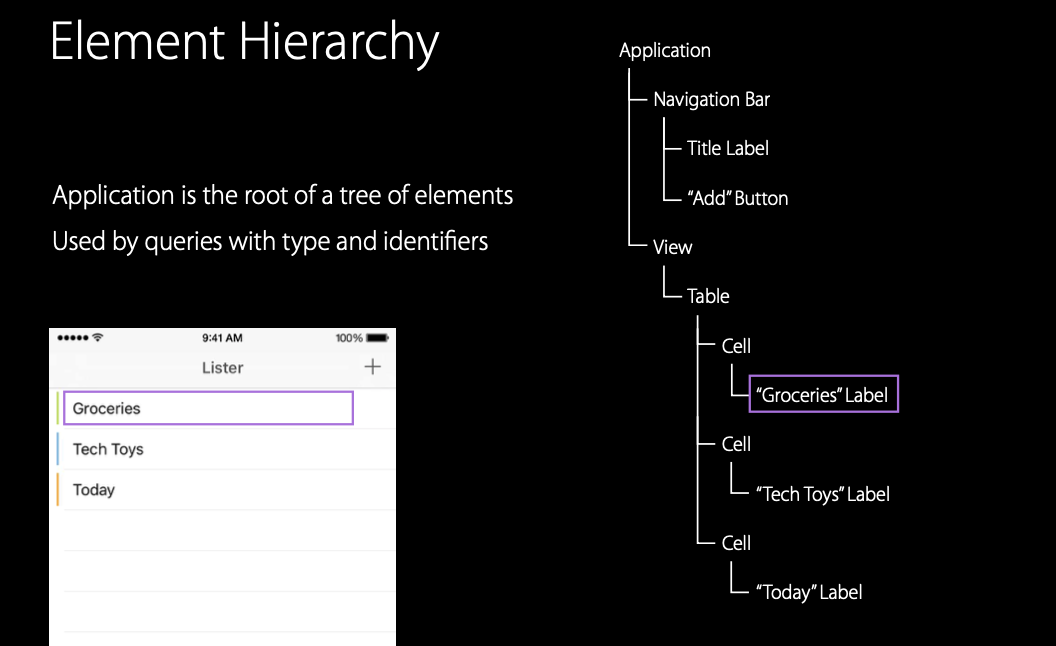 Element Hierarchy
Application is the root of a tree of elements
Used by queries with type and identifiers
9:41 AM
100%
Lister
Groceries
Tech Toys
Today
Application
Navigation Bar
Title Label
“Add” Button
View
Table
Cell
“Groceries” Label
Cell
“Tech Toys” Label
Cell
“Today” Label